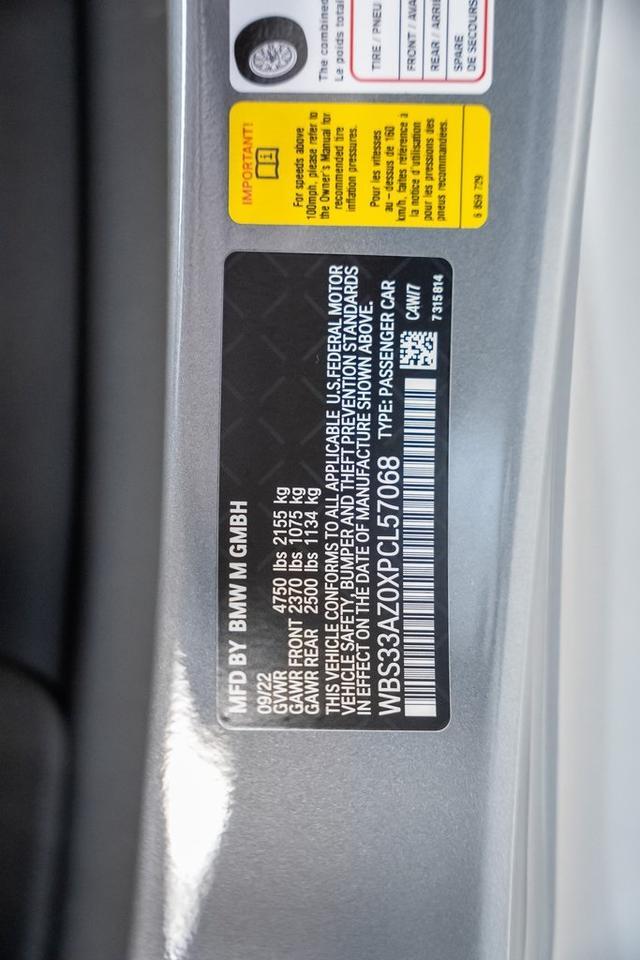 MFD BY BMW M GMBH
09/22
GVWR 4750 lbs 2155 kg
GAWR FRONT 2370 lbs 1075 kg
GAWR REAR 2500 lbs 1134 kg
THIS VEHICLE CONFORMS TO ALL APPLICABLE U.S.FEDERAL MOTOR
VEHICLE SAFETY, BUMPER AND THEFT PREVENTION STANDARDS
IN EFFECT ON THE DATE OF MANUFACTURE SHOWN ABOVE.
WBS33AZ0XPCL57068 TYPE: PASSENGER CAR
C4W/7
7315814
IMPORTANT!
For speeds above
100mph, please refer to
the Owner's Manual for
recommended tire
inflation pressures.
Pour les vitesses
au-dessus de 160
km/h, faites référence à
la notice d'utilisation
pour les pressions des
pneus recommandées.
6 859 729
The combined
Le poids total
TIRE / PNEU
FRONT / AVA
REAR / ARRIÈ
SPARE
DE SECOURS